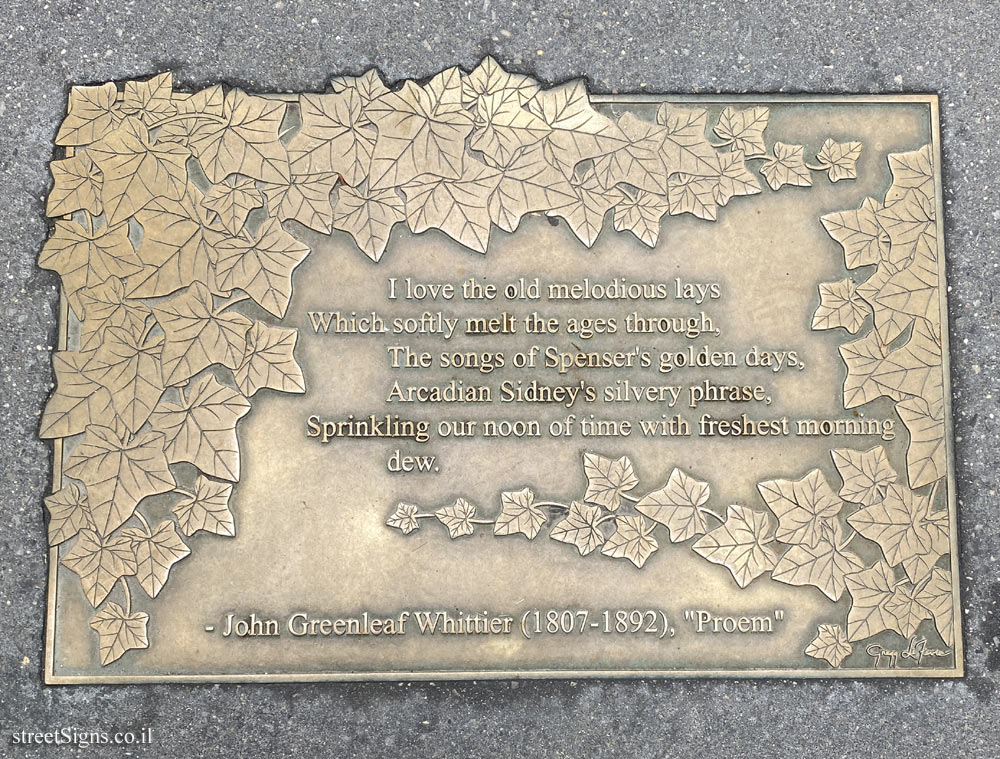 I love the old melodious lays
Which softly melt the ages through,
The songs of Spenser's golden days,
Arcadian Sidney's silvery phrase,
Sprinkling our noon of time with freshest morning
dew.
- John Greenleaf Whittier (1807-1892), "Proem"
Gregg LeFevre
streetSigns.co.il